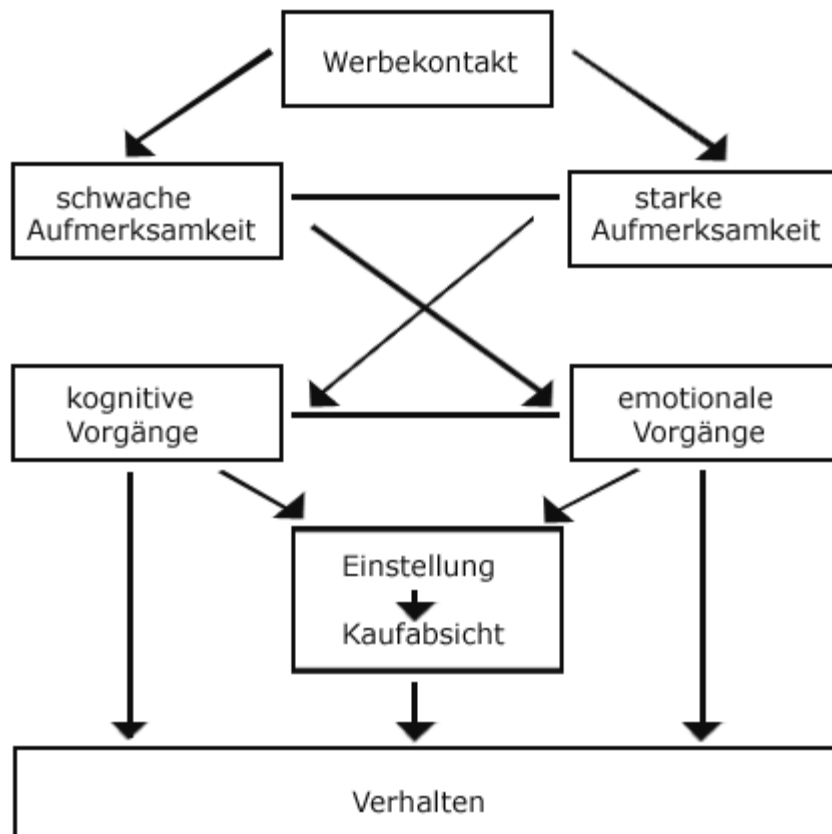 Werbekontakt
schwache
Aufmerksamkeit
starke
Aufmerksamkeit
kognitive
Vorgänge
emotionale
Vorgänge
Einstellung
Kaufabsicht
Verhalten